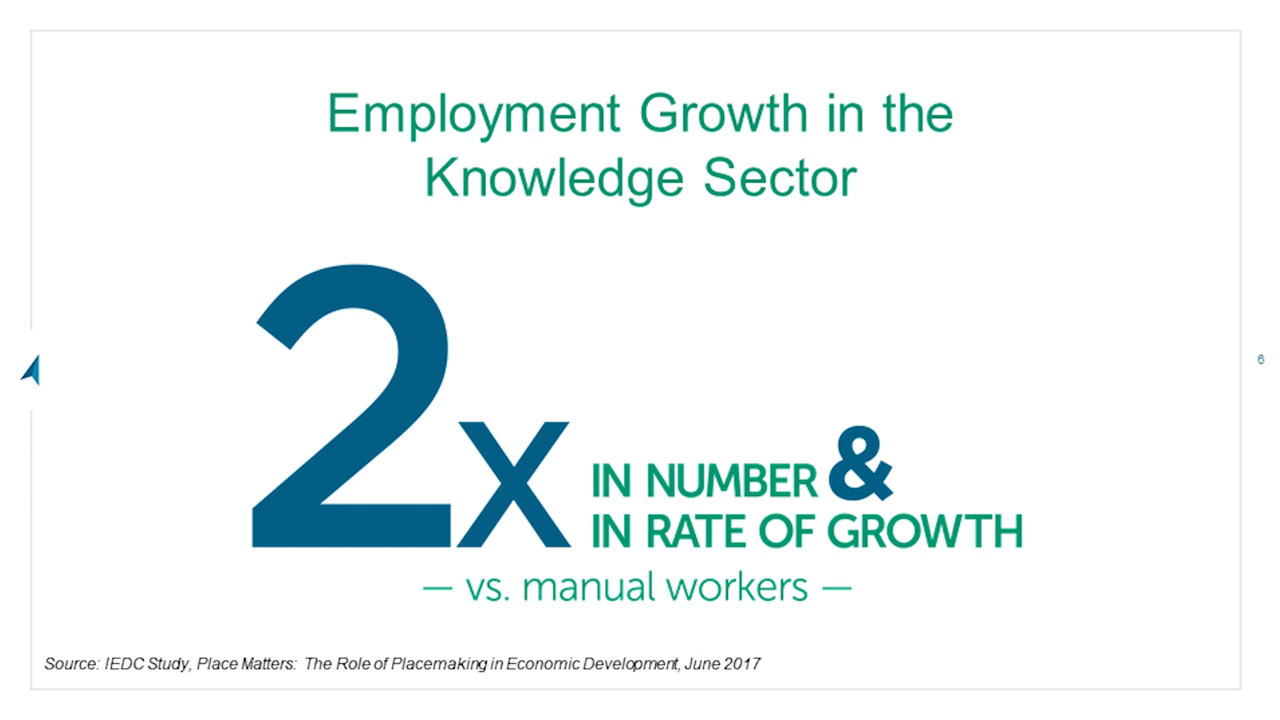 Employment Growth in the
Knowledge Sector
2x IN NUMBER &
IN RATE OF GROWTH
— vs. manual workers —
6
Source: IEDC Study, Place Matters: The Role of Placemaking in Economic Development, June 2017